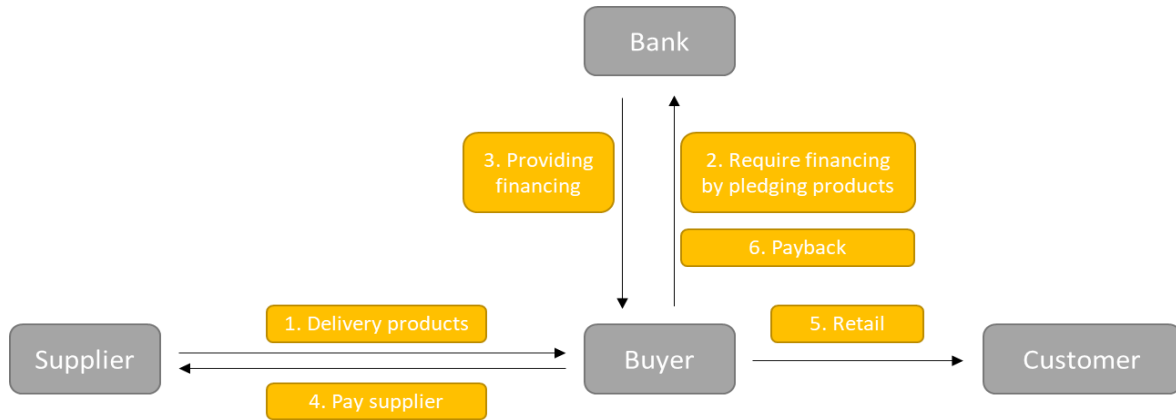 Bank
3. Providing
financing
2. Require financing
by pledging products
6. Payback
1. Delivery products
5. Retail
Supplier
Buyer
Customer
4. Pay supplier